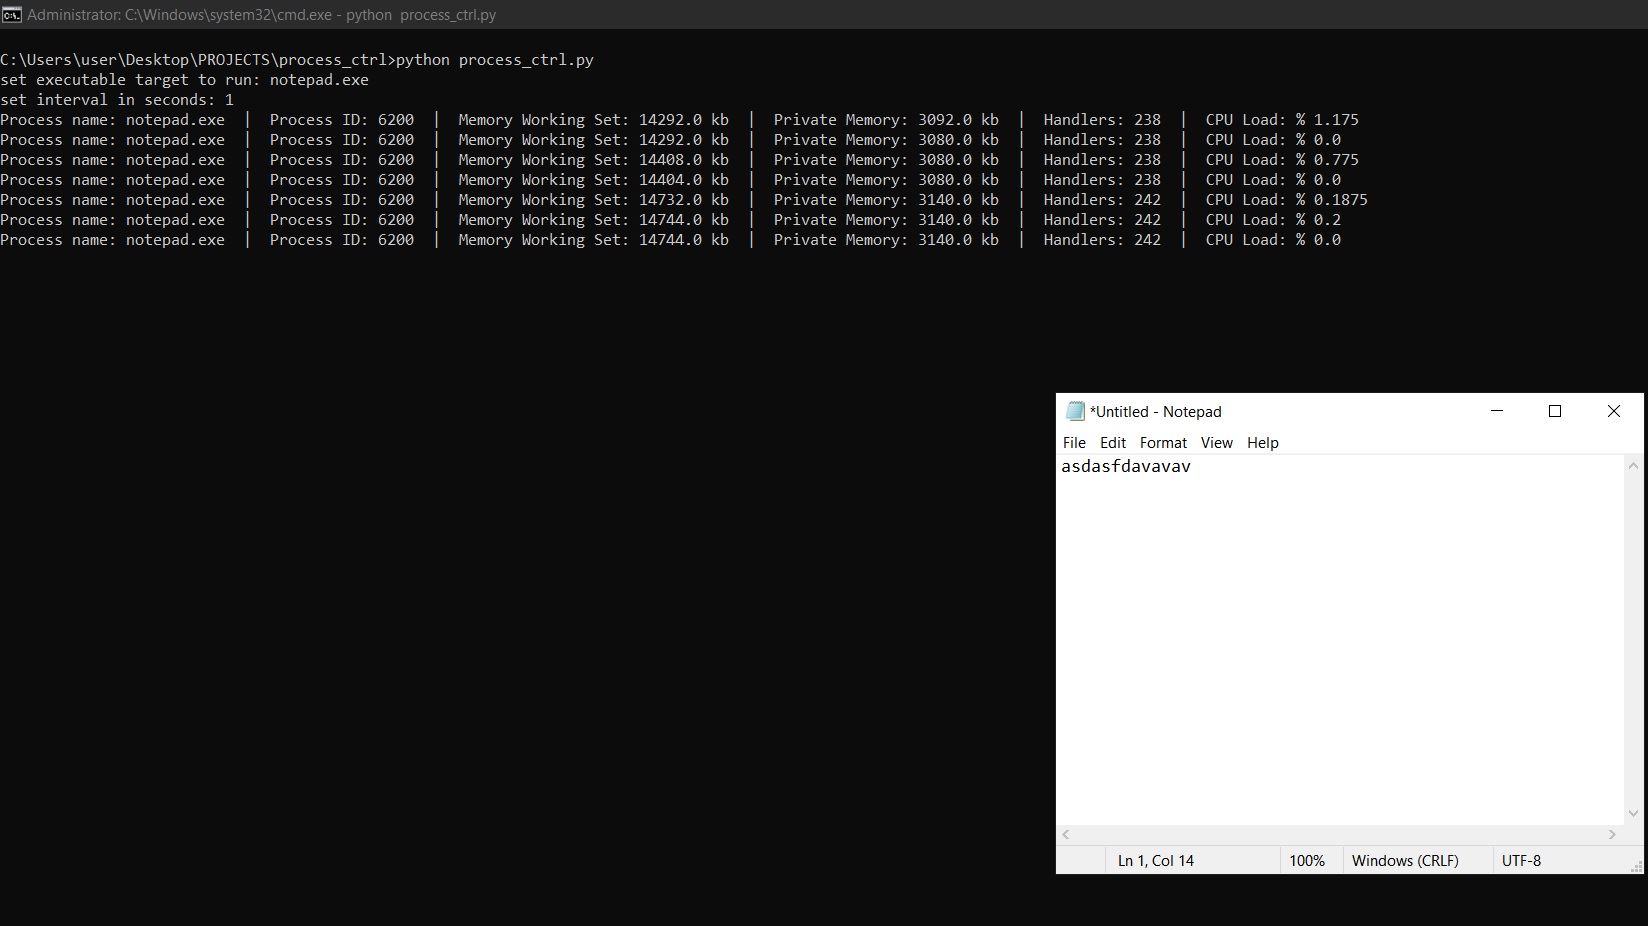 Administrator: C:\Windows\system32\cmd.exe - python  process_ctrl.py
C:\Users\user\Desktop\PROJECTS\process_ctrl>python process_ctrl.py
set executable target to run: notepad.exe
set interval in seconds: 1
Process name: notepad.exe  |  Process ID: 6200  |  Memory Working Set: 14292.0 kb  |  Private Memory: 3092.0 kb  |  Handlers: 238  |  CPU Load: % 1.175
Process name: notepad.exe  |  Process ID: 6200  |  Memory Working Set: 14292.0 kb  |  Private Memory: 3080.0 kb  |  Handlers: 238  |  CPU Load: % 0.0
Process name: notepad.exe  |  Process ID: 6200  |  Memory Working Set: 14408.0 kb  |  Private Memory: 3080.0 kb  |  Handlers: 238  |  CPU Load: % 0.775
Process name: notepad.exe  |  Process ID: 6200  |  Memory Working Set: 14404.0 kb  |  Private Memory: 3080.0 kb  |  Handlers: 238  |  CPU Load: % 0.0
Process name: notepad.exe  |  Process ID: 6200  |  Memory Working Set: 14732.0 kb  |  Private Memory: 3140.0 kb  |  Handlers: 242  |  CPU Load: % 0.1875
Process name: notepad.exe  |  Process ID: 6200  |  Memory Working Set: 14744.0 kb  |  Private Memory: 3140.0 kb  |  Handlers: 242  |  CPU Load: % 0.2
Process name: notepad.exe  |  Process ID: 6200  |  Memory Working Set: 14744.0 kb  |  Private Memory: 3140.0 kb  |  Handlers: 242  |  CPU Load: % 0.0
*Untitled - Notepad
File Edit Format View Help
asdasfdavavav
Ln 1, Col 14 100% Windows (CRLF) UTF-8